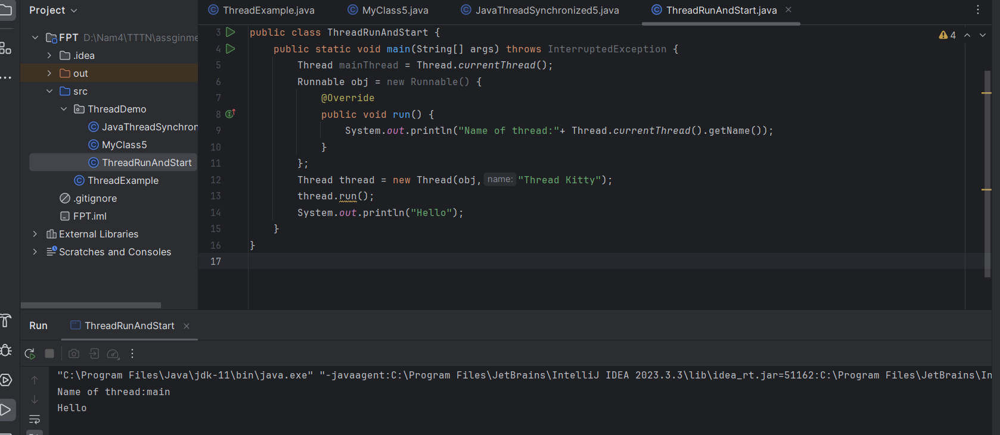 Project
FPT D:\Nam4\TTTN\assginme
.idea
out
src
ThreadDemo
JavaThreadSynchron
MyClass5
ThreadRunAndStart
ThreadExample
.gitignore
FPT.iml
External Libraries
Scratches and Consoles
ThreadExample.java MyClass5.java JavaThreadSynchronized5.java ThreadRunAndStart.java
4
3 public class ThreadRunAndStart {
4 public static void main(String[] args) throws InterruptedException {
5 Thread mainThread = Thread.currentThread();
6 Runnable obj = new Runnable() {
7 @Override
8 public void run() {
9 System.out.println("Name of thread:"+ Thread.currentThread().getName());
10 }
11 };
12 Thread thread = new Thread(obj, name: "Thread Kitty");
13 thread.run();
14 System.out.println("Hello");
15 }
16 }
17
Run ThreadRunAndStart
"C:\Program Files\Java\jdk-11\bin\java.exe" "-javaagent:C:\Program Files\JetBrains\IntelliJ IDEA 2023.3.3\lib\idea_rt.jar=51162:C:\Program Files\JetBrains\In
Name of thread:main
Hello